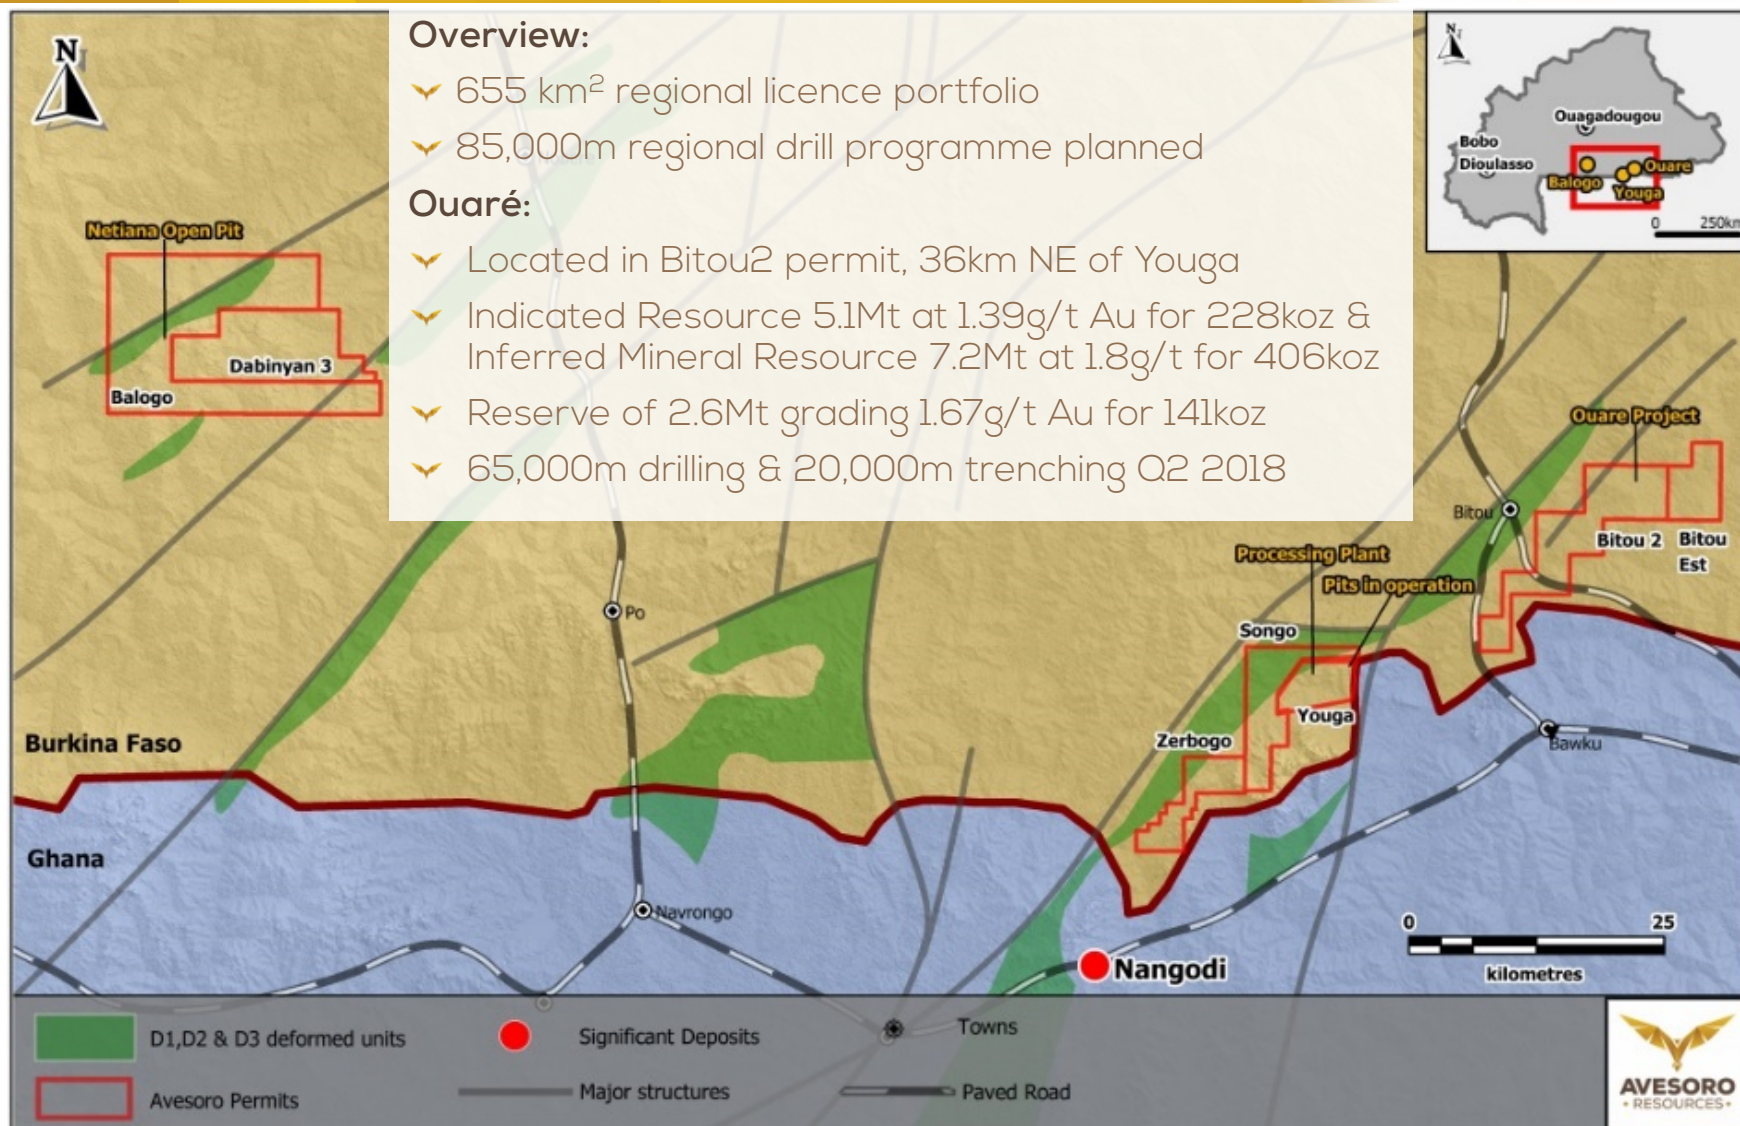 Overview:
655 km² regional licence portfolio
85,000m regional drill programme planned
Ouaré:
Located in Bitou2 permit, 36km NE of Youga
Indicated Resource 5.1Mt at 1.39g/t Au for 228koz &
Inferred Mineral Resource 7.2Mt at 1.8g/t for 406koz
Reserve of 2.6Mt grading 1.67g/t Au for 141koz
65,000m drilling & 20,000m trenching Q2 2018
N
N
Ouagadougou
Bobo
Dioulasso
Ouare
Balogo
Youga
0 250km
Netiana Open Pit
Dabinyan 3
Balogo
Ouare Project
Bitou
Bitou 2
Bitou
Est
Processing Plant
Pits in operation
Po
Songo
Youga
Zerbogo
Burkina Faso
Bawku
Ghana
Navrongo
Nangodi
0 25
kilometres
D1,D2 & D3 deformed units
Significant Deposits
Towns
Avesoro Permits
Major structures
Paved Road
AVESORO
• RESOURCES •